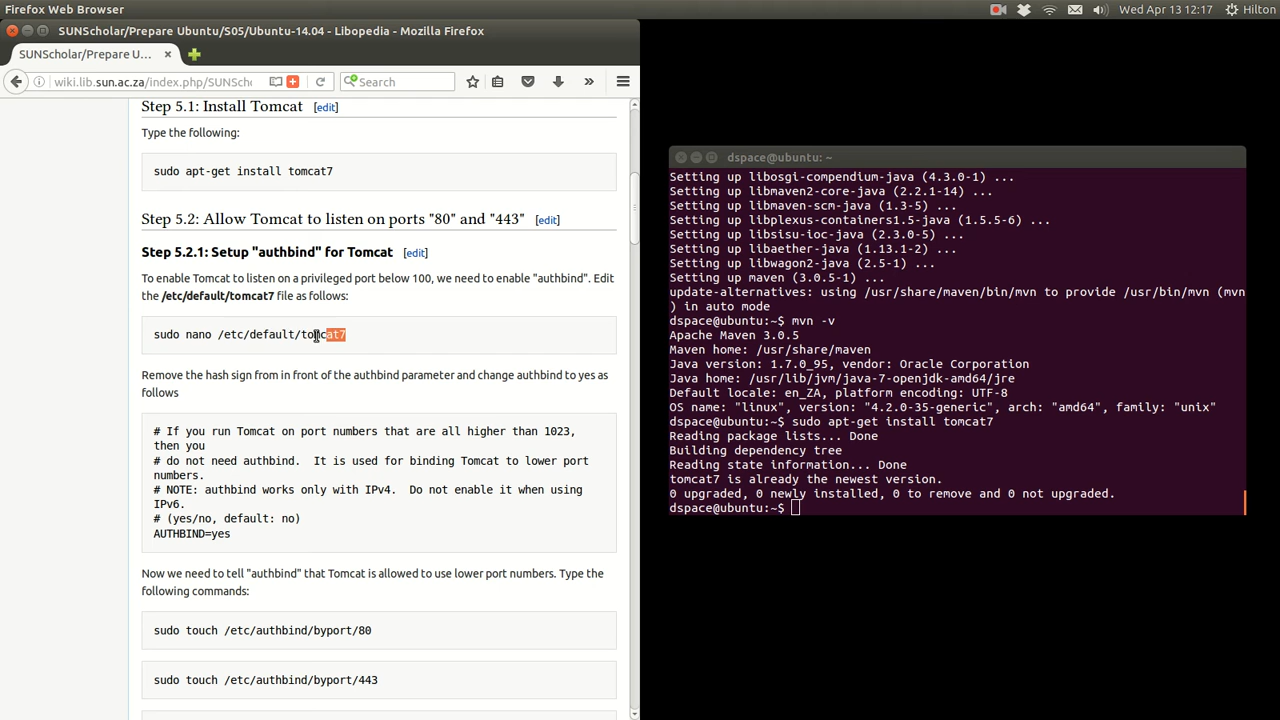 Firefox Web Browser
Wed Apr 13 12:17 Hilton
SUNScholar/Prepare Ubuntu/S05/Ubuntu-14.04 - Libopedia - Mozilla Firefox
SUNScholar/Prepare U... ×
wiki.lib.sun.ac.za/index.php/SUNSch
Search
Step 5.1: Install Tomcat [edit]
Type the following:
sudo apt-get install tomcat7
Step 5.2: Allow Tomcat to listen on ports "80" and "443" [edit]
Step 5.2.1: Setup "authbind" for Tomcat [edit]
To enable Tomcat to listen on a privileged port below 100, we need to enable "authbind". Edit
the /etc/default/tomcat7 file as follows:
sudo nano /etc/default/tomcat7
Remove the hash sign from in front of the authbind parameter and change authbind to yes as
follows
# If you run Tomcat on port numbers that are all higher than 1023,
then you
# do not need authbind.  It is used for binding Tomcat to lower port
numbers.
# NOTE: authbind works only with IPv4.  Do not enable it when using
IPv6.
# (yes/no, default: no)
AUTHBIND=yes
Now we need to tell "authbind" that Tomcat is allowed to use lower port numbers. Type the
following commands:
sudo touch /etc/authbind/byport/80
sudo touch /etc/authbind/byport/443
dspace@ubuntu: ~
Setting up libosgi-compendium-java (4.3.0-1) ...
Setting up libmaven2-core-java (2.2.1-14) ...
Setting up libmaven-scm-java (1.3-5) ...
Setting up libplexus-containers1.5-java (1.5.5-6) ...
Setting up libsisu-ioc-java (2.3.0-5) ...
Setting up libaether-java (1.13.1-2) ...
Setting up libwagon2-java (2.5-1) ...
Setting up maven (3.0.5-1) ...
update-alternatives: using /usr/share/maven/bin/mvn to provide /usr/bin/mvn (mvn
) in auto mode
dspace@ubuntu:~$ mvn -v
Apache Maven 3.0.5
Maven home: /usr/share/maven
Java version: 1.7.0_95, vendor: Oracle Corporation
Java home: /usr/lib/jvm/java-7-openjdk-amd64/jre
Default locale: en_ZA, platform encoding: UTF-8
OS name: "linux", version: "4.2.0-35-generic", arch: "amd64", family: "unix"
dspace@ubuntu:~$ sudo apt-get install tomcat7
Reading package lists... Done
Building dependency tree
Reading state information... Done
tomcat7 is already the newest version.
0 upgraded, 0 newly installed, 0 to remove and 0 not upgraded.
dspace@ubuntu:~$